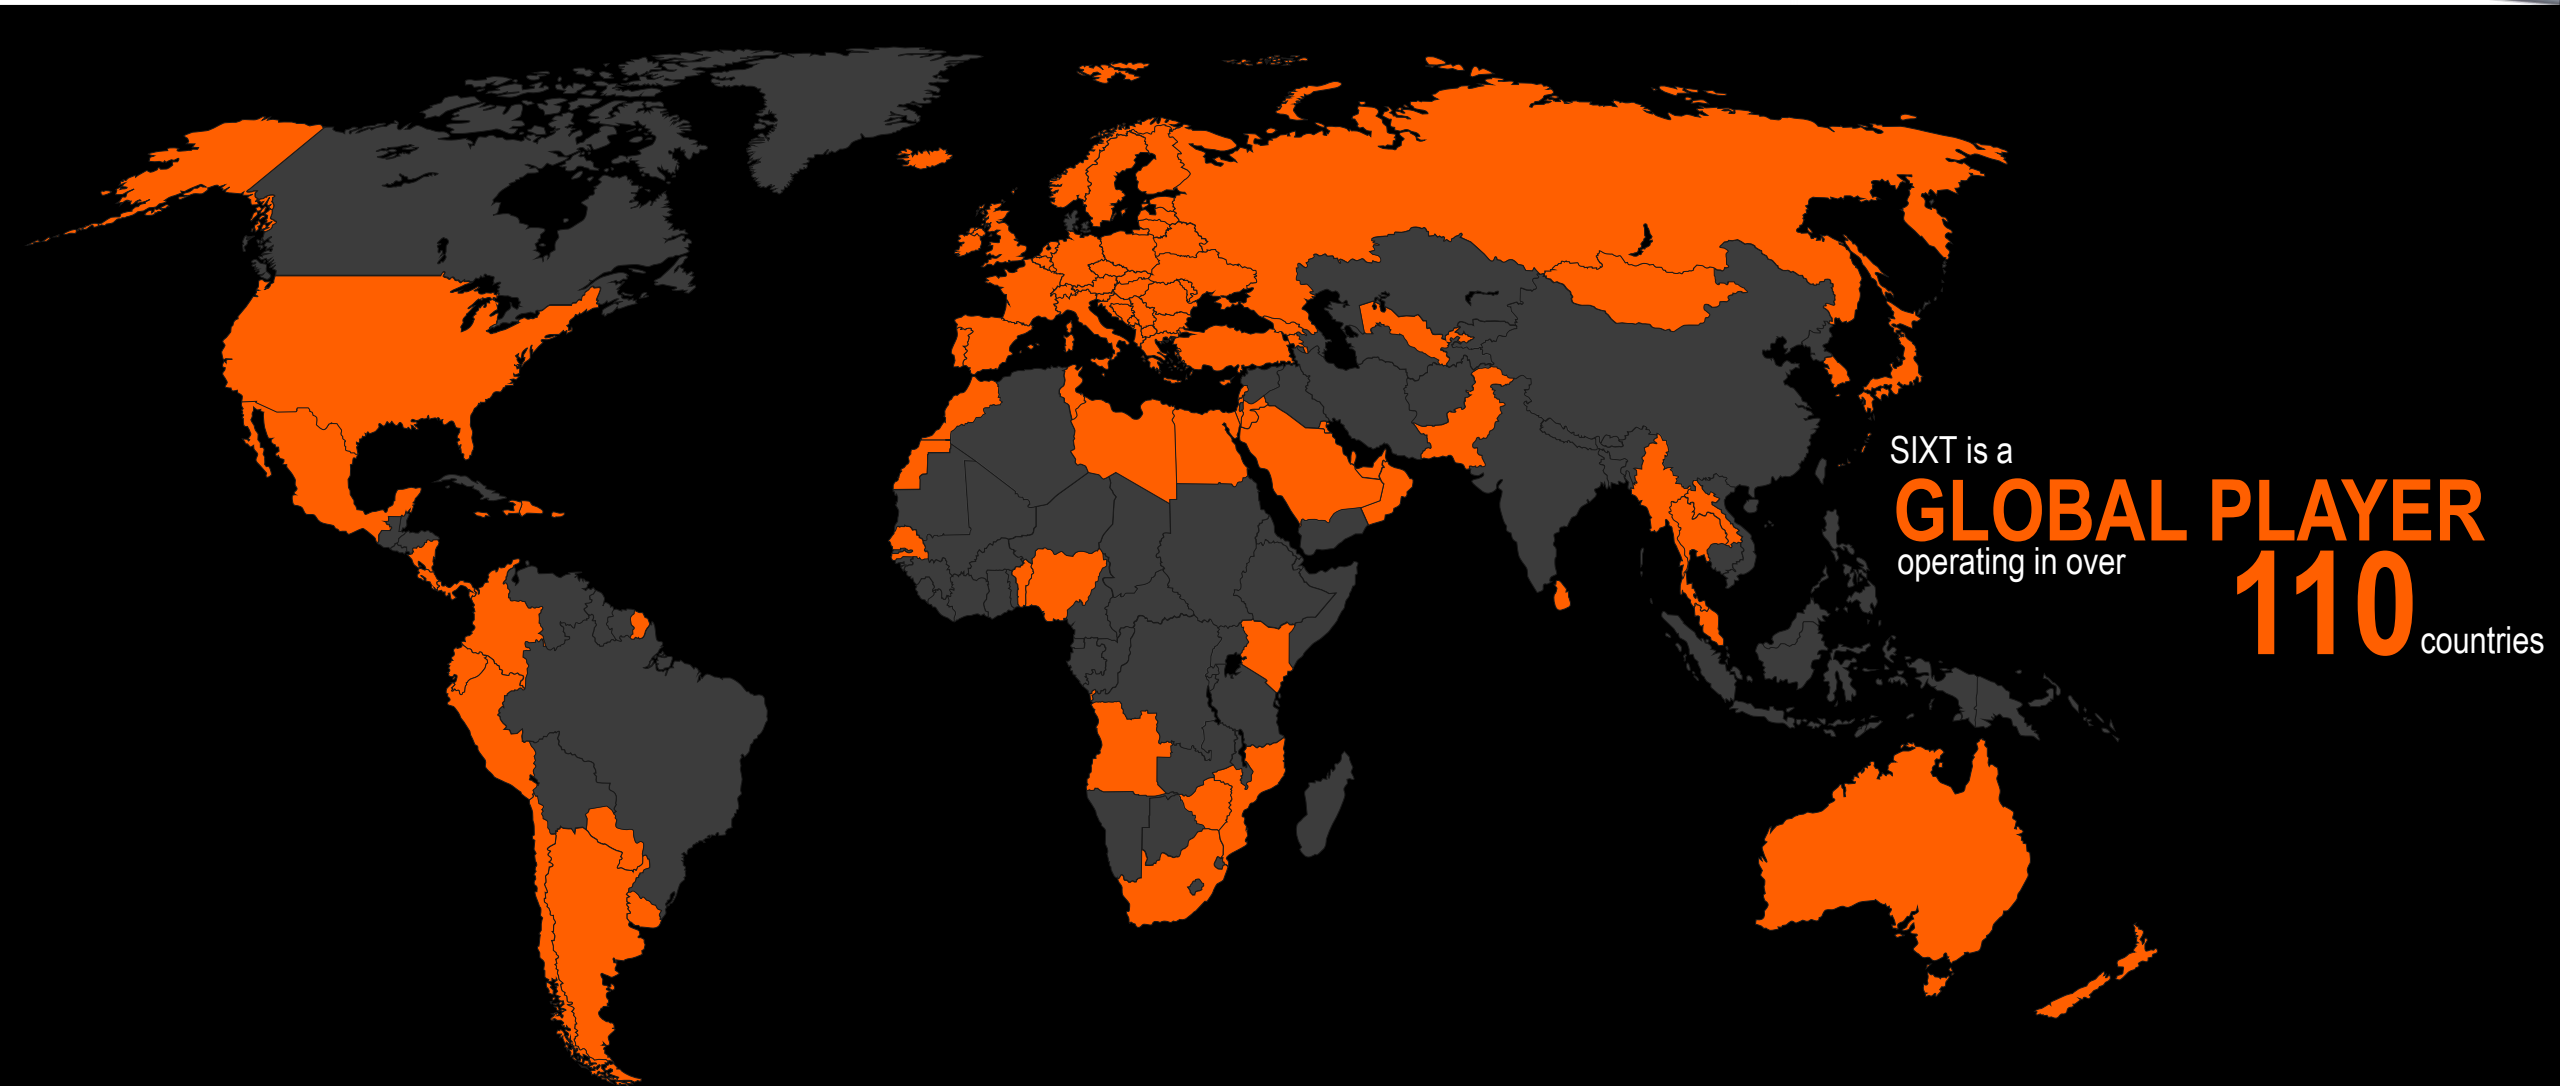 SIXT is a
GLOBAL PLAYER
operating in over
110 countries